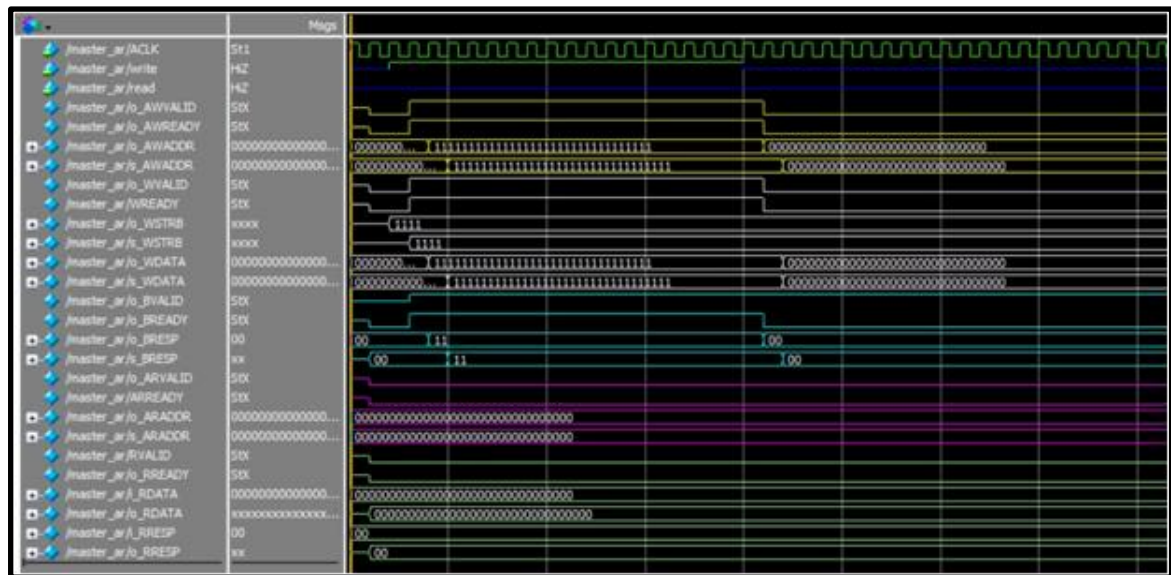 Msgs
/master_ar/ACLK St1
/master_ar/write HiZ
/master_ar/read HiZ
/master_ar/o_AWVALID StX
/master_ar/o_AWREADY StX
/master_ar/o_AWADDR 00000000000000... 0000000... 11111111111111111111111111111111 00000000000000000000000000000000
/master_ar/s_AWADDR 00000000000000... 0000000000... 11111111111111111111111111111111 00000000000000000000000000000000
/master_ar/o_WVALID StX
/master_ar/WREADY StX
/master_ar/o_WSTRB xxxx 1111
/master_ar/s_WSTRB xxxx 1111
/master_ar/o_WDATA 00000000000000... 0000000... 11111111111111111111111111111111 00000000000000000000000000000000
/master_ar/s_WDATA 00000000000000... 0000000000... 11111111111111111111111111111111 00000000000000000000000000000000
/master_ar/o_BVALID StX
/master_ar/o_BREADY StX
/master_ar/o_BRESP 00 00 11 00
/master_ar/s_BRESP xx 00 11 00
/master_ar/o_ARVALID StX
/master_ar/ARREADY StX
/master_ar/o_ARADDR 00000000000000... 00000000000000000000000000000000
/master_ar/s_ARADDR 00000000000000... 00000000000000000000000000000000
/master_ar/RVALID StX
/master_ar/o_RREADY StX
/master_ar/i_RDATA 00000000000000... 00000000000000000000000000000000
/master_ar/o_RDATA xxxxxxxxxxxxxx... 00000000000000000000000000000000
/master_ar/i_RRESP 00 00
/master_ar/o_RRESP xx 00